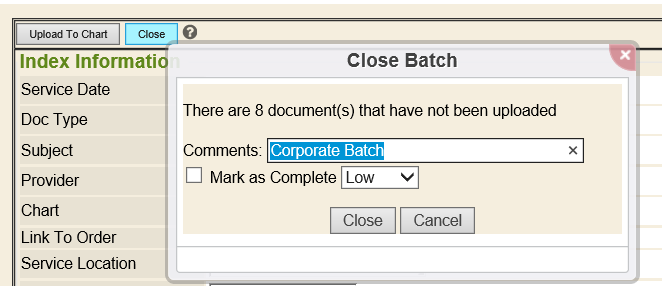 Upload To Chart Close ?
Index Information
Close Batch
x
Service Date
There are 8 document(s) that have not been uploaded
Doc Type
Subject
Comments: Corporate Batch ×
Provider
Mark as Complete Low
Chart
Close Cancel
Link To Order
Service Location